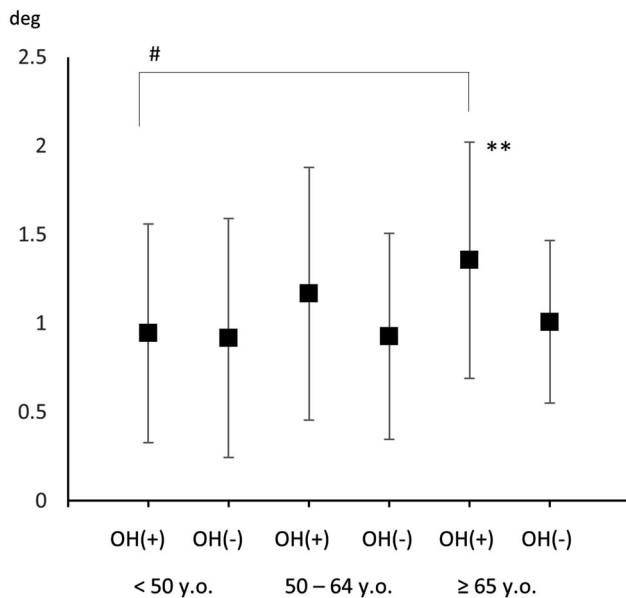 deg
2.5
#
2
**
1.5
1
0.5
0
OH(+) OH(-) OH(+) OH(-) OH(+) OH(-)
< 50 y.o. 50 – 64 y.o. ≥ 65 y.o.